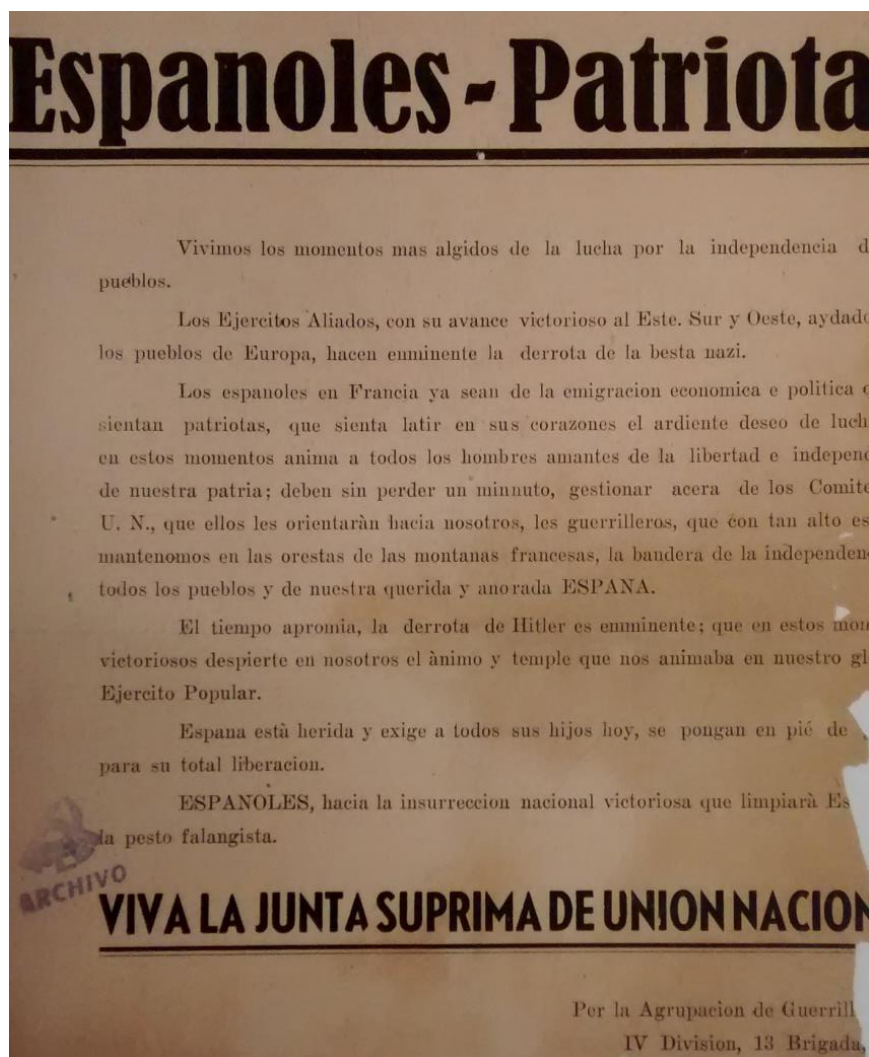 Espanoles - Patriota
Vivimos los momentos mas algidos de la lucha por la independencia d
pueblos.
Los Ejercitos Aliados, con su avance victorioso al Este. Sur y Oeste, aydado
los pueblos de Europa, hacen enminente la derrota de la besta nazi.
Los espanoles en Francia ya sean de la emigracion economica e politica
sientan patriotas, que sienta latir en sus corazones el ardiente deseo de luch
en estos momentos anima a todos los hombres amantes de la libertad e independ
de nuestra patria; deben sin perder un minnuto, gestionar acera de los Comite
U. N., que ellos les orientaràn hacia nosotros, les guerrilleros, que con tan alto es
mantenomos en las orestas de las montanas francesas, la bandera de la independen
todos los pueblos y de nuestra querida y anorada ESPANA.
El tiempo apromia, la derrota de Hitler es enminente; que en estos mom
victoriosos despierte en nosotros el ànimo y temple que nos animaba en nuestro gl
Ejercito Popular.
Espana està herida y exige a todos sus hijos hoy, se pongan en pié de
para su total liberacion.
ESPANOLES, hacia la insurreccion nacional victoriosa que limpiarà Es
la pesto falangista.
ARCHIVO
VIVA LA JUNTA SUPRIMA DE UNION NACION
Per la Agrupacion de Guerrill
IV Division, 13 Brigada,